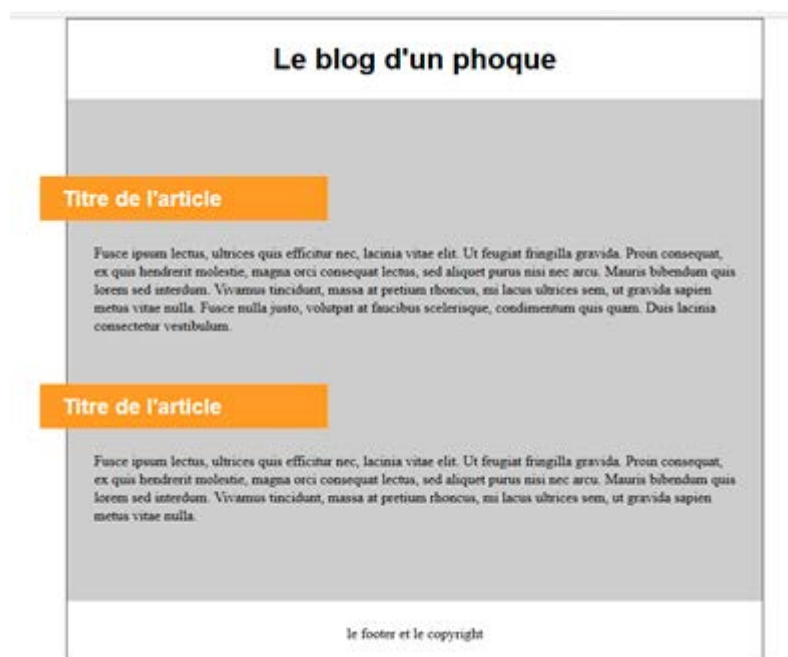 Le blog d'un phoque
Titre de l'article
Fusce ipsum lectus, ultrices quis efficitur nec, lacinia vitae elit. Ut feugiat fringilla gravida. Proin consequat,
ex quis hendrerit molestie, magna orci consequat lectus, sed aliquet purus nisi nec arcu. Mauris bibendum quis
lorem sed interdum. Vivamus tincidunt, massa at pretium rhoncus, mi lacus ultrices sem, ut gravida sapien
metus vitae nulla. Fusce nulla justo, volutpat at faucibus scelerisque, condimentum quis quam. Duis lacinia
consectetur vestibulum.
Titre de l'article
Fusce ipsum lectus, ultrices quis efficitur nec, lacinia vitae elit. Ut feugiat fringilla gravida. Proin consequat,
ex quis hendrerit molestie, magna orci consequat lectus, sed aliquet purus nisi nec arcu. Mauris bibendum quis
lorem sed interdum. Vivamus tincidunt, massa at pretium rhoncus, mi lacus ultrices sem, ut gravida sapien
metus vitae nulla.
le footer et le copyright